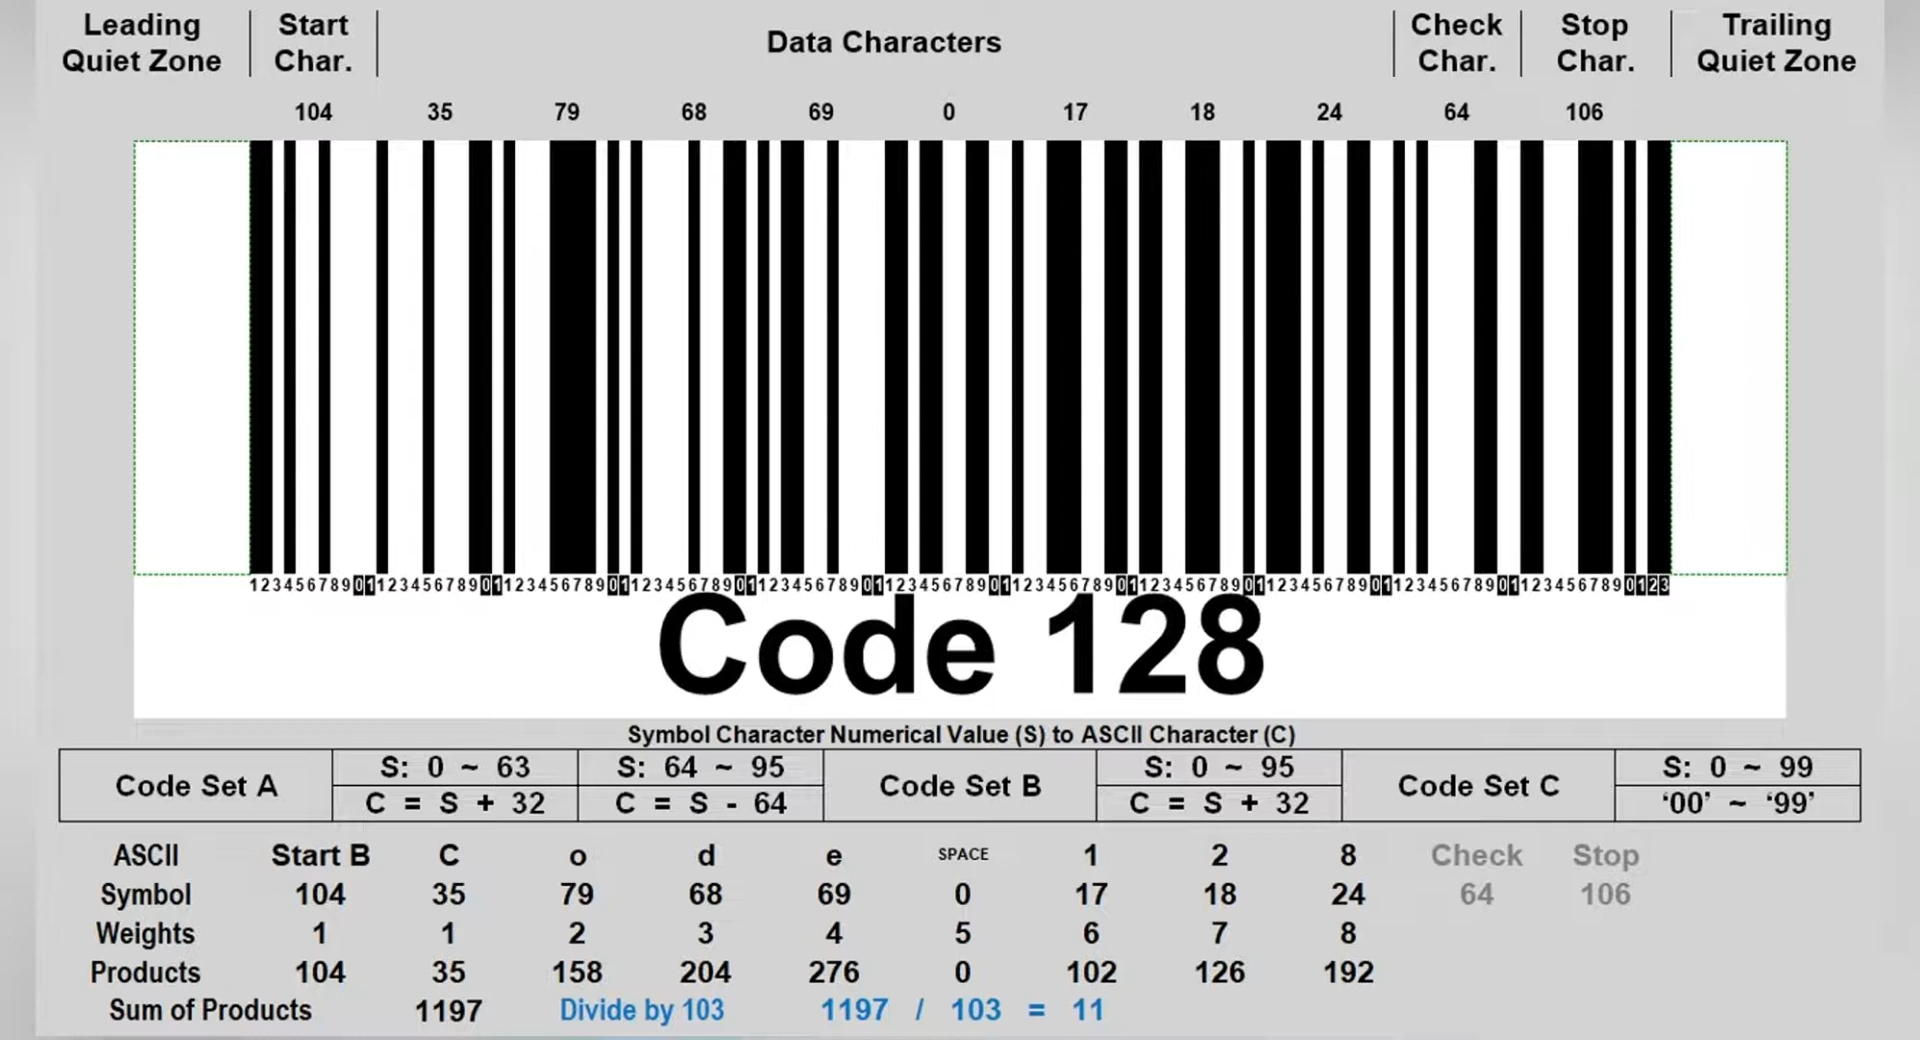 Leading Quiet Zone
Start Char.
Data Characters
Check Char.
Stop Char.
Trailing Quiet Zone
104 35 79 68 69 0 17 18 24 64 106
123456789011234567890112345678901123456789011234567890112345678901123456789011234567890112345678901123456789011234567890123
Code 128
Symbol Character Numerical Value (S) to ASCII Character (C)
Code Set A
S: 0 ~ 63
C = S + 32
S: 64 ~ 95
C = S - 64
Code Set B
S: 0 ~ 95
C = S + 32
Code Set C
S: 0 ~ 99
‘00’ ~ ‘99’
ASCII Start B C o d e SPACE 1 2 8 Check Stop
Symbol 104 35 79 68 69 0 17 18 24 64 106
Weights 1 1 2 3 4 5 6 7 8
Products 104 35 158 204 276 0 102 126 192
Sum of Products 1197 Divide by 103 1197 / 103 = 11